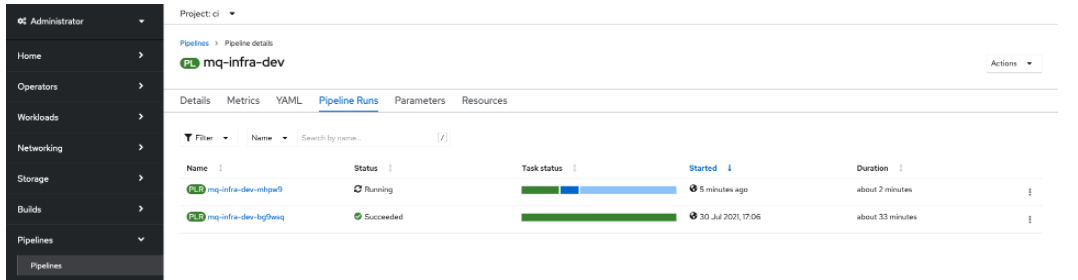 Administrator
Home
Operators
Workloads
Networking
Storage
Builds
Pipelines
Pipelines
Project: ci
Pipelines > Pipeline details
PL mq-infra-dev
Actions
Details Metrics YAML Pipeline Runs Parameters Resources
Filter Name Search by name... /
Name Status Task status Started Duration
PLR mq-infra-dev-mhpw9 Running 5 minutes ago about 2 minutes
PLR mq-infra-dev-bg9wsq Succeeded 30 Jul 2021, 17:06 about 33 minutes